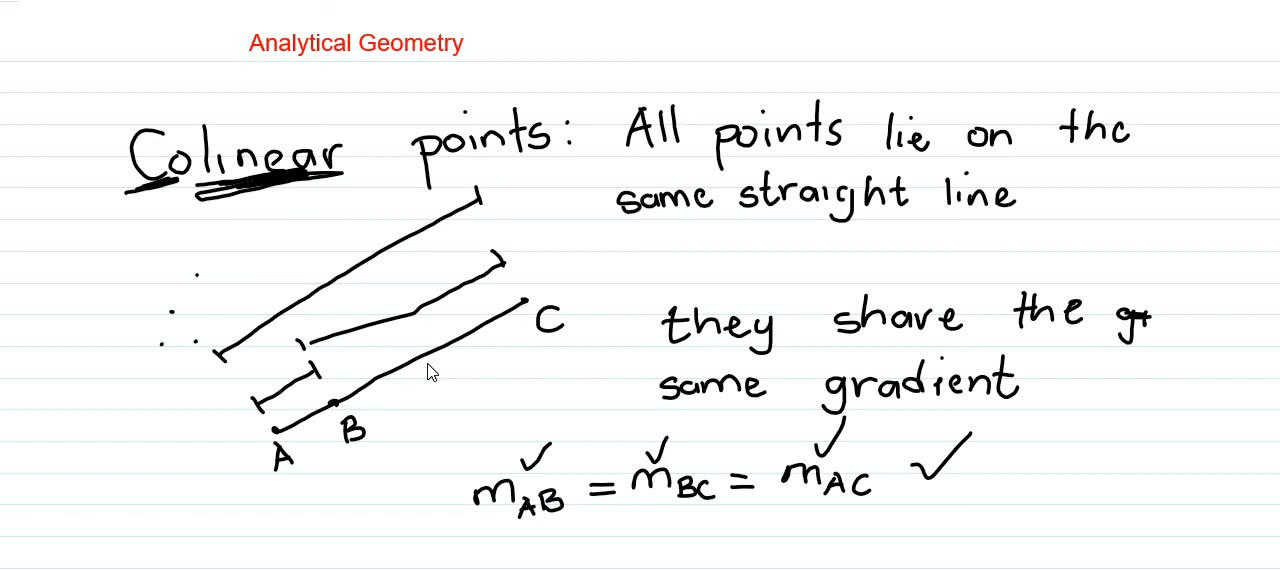 Analytical Geometry
Colinear points: All points lie on the
same straight line
C
they share the
same gradient
B
A
m_AB = m_BC = m_AC ✓